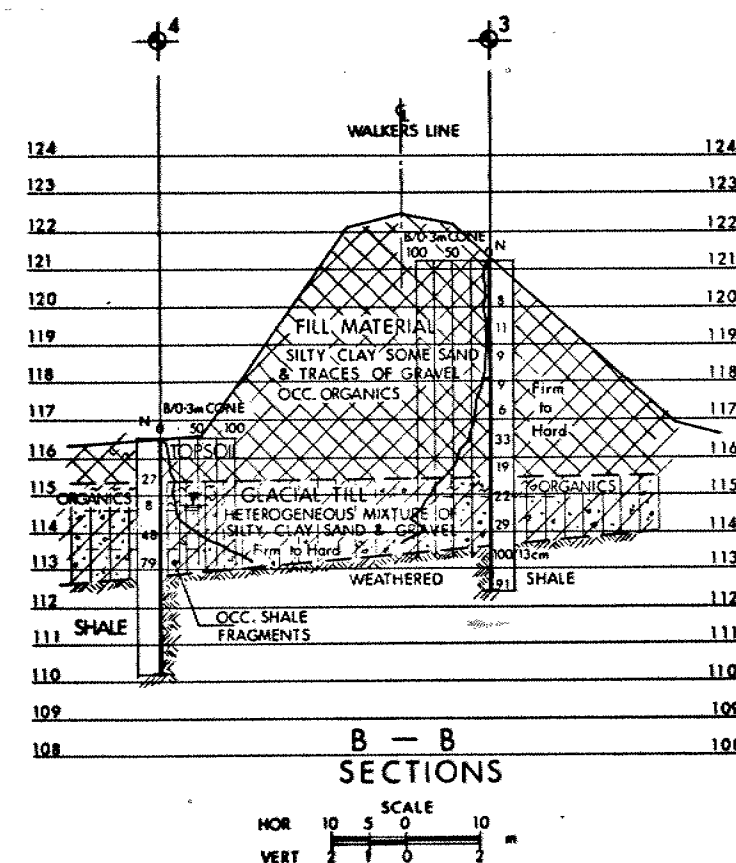 4 3
℄
WALKERS LINE
124 124
123 123
122 122
B/0·3m CONE N
100 50
121 121
8
120 120
11
FILL MATERIAL
119 119
SILTY CLAY SOME SAND 9
& TRACES OF GRAVEL
118 118
OCC. ORGANICS 9 Firm
to
Hard
6
117 117
N B/0·3m CONE
0 50 100
33
TOPSOIL
116 116
19
27
ORGANICS GLACIAL TILL 22 ORGANICS
115 115
8 HETEROGENEOUS MIXTURE OF
SILTY CLAY SAND & GRAVEL 29
114 114
48 Firm to Hard
100/13cm
79
113 113
WEATHERED 91 SHALE
112 112
OCC. SHALE
FRAGMENTS
SHALE
111 111
110 110
109 109
108 108
B — B
SECTIONS
SCALE
HOR 10 5 0 10 m
VERT 2 1 0 2